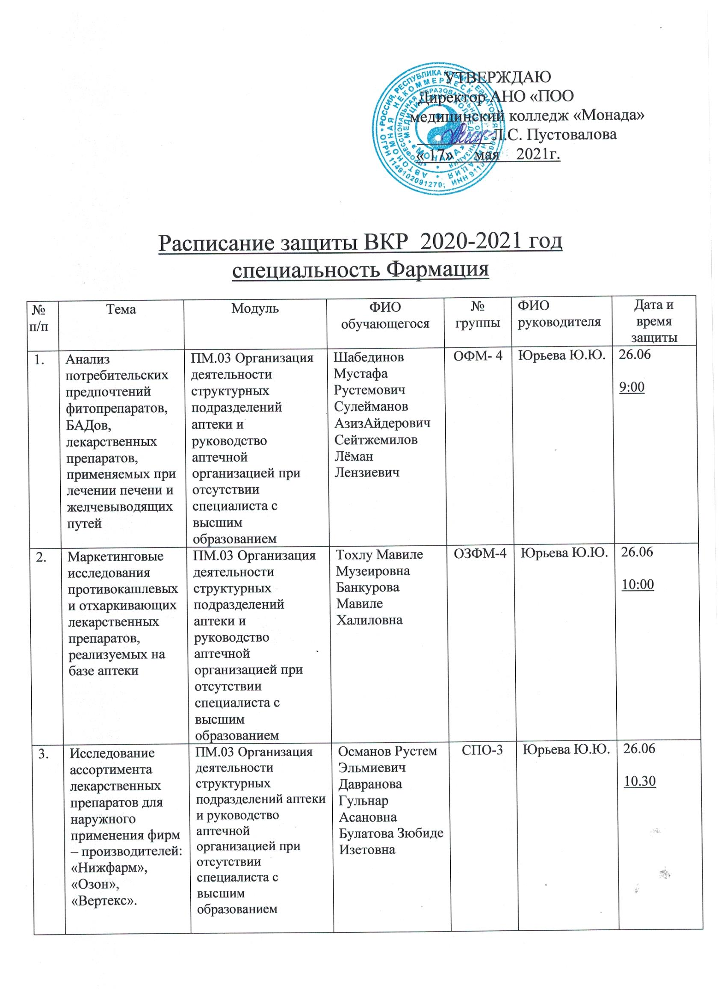 УТВЕРЖДАЮ
Директор АНО «ПОО
медицинский колледж «Монада»
Л.С. Пустовалова
« 17» мая 2021г.
РОССИЯ, РЕСПУБЛИКА КРЫМ, Г. ЕВПАТОРИЯ
ОГРН 1149102091270; ИНН
АВТОНОМНАЯ НЕКОММЕРЧЕСКАЯ ОРГАНИЗАЦИЯ
«ПРОФЕССИОНАЛЬНАЯ ОБРАЗОВАТЕЛЬНАЯ ОРГАНИЗАЦИЯ
МЕДИЦИНСКИЙ КОЛЛЕДЖ
«МОНАДА»
Расписание защиты ВКР 2020-2021 год
специальность Фармация
№
п/п
Тема
Модуль
ФИО
обучающегося
№
группы
ФИО
руководителя
Дата и
время
защиты
1.
Анализ
потребительских
предпочтений
фитопрепаратов,
БАДов,
лекарственных
препаратов,
применяемых при
лечении печени и
желчевыводящих
путей
ПМ.03 Организация
деятельности
структурных
подразделений
аптеки и
руководство
аптечной
организацией при
отсутствии
специалиста с
высшим
образованием
Шабединов
Мустафа
Рустемович
Сулейманов
АзизАйдерович
Сейтжемилов
Лёман
Лензиевич
ОФМ- 4
Юрьева Ю.Ю.
26.06
9:00
2.
Маркетинговые
исследования
противокашлевых
и отхаркивающих
лекарственных
препаратов,
реализуемых на
базе аптеки
ПМ.03 Организация
деятельности
структурных
подразделений
аптеки и
руководство
аптечной
организацией при
отсутствии
специалиста с
высшим
образованием
Тохлу Мавиле
Музеировна
Банкурова
Мавиле
Халиловна
ОЗФМ-4
Юрьева Ю.Ю.
26.06
10:00
3.
Исследование
ассортимента
лекарственных
препаратов для
наружного
применения фирм
– производителей:
«Нижфарм»,
«Озон»,
«Вертекс».
ПМ.03 Организация
деятельности
структурных
подразделений аптеки
и руководство
аптечной
организацией при
отсутствии
специалиста с
высшим
образованием
Османов Рустем
Эльмиевич
Давранова
Гульнар
Асановна
Булатова Зюбиде
Изетовна
СПО-3
Юрьева Ю.Ю.
26.06
10.30